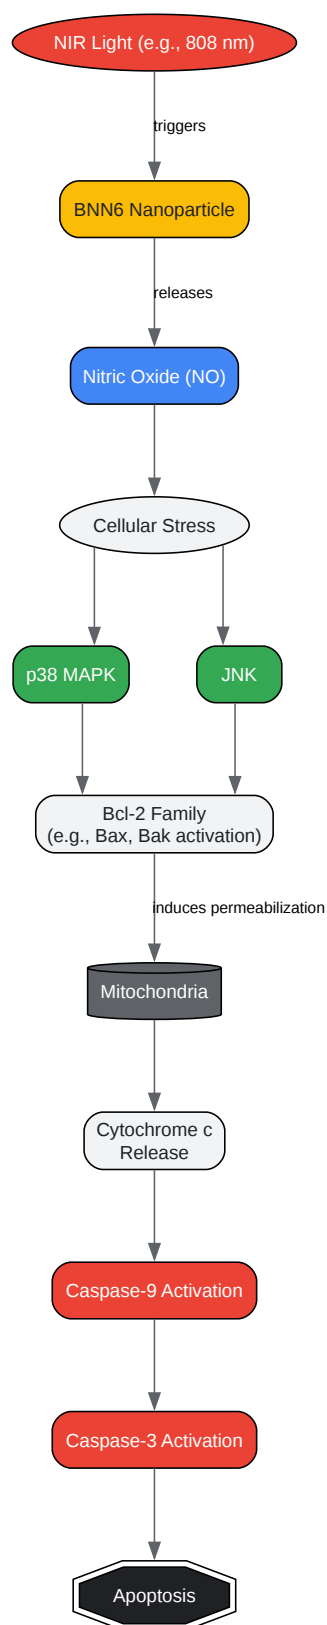 NIR Light (e.g., 808 nm)
triggers
BNN6 Nanoparticle
releases
Nitric Oxide (NO)
Cellular Stress
p38 MAPK
JNK
Bcl-2 Family
(e.g., Bax, Bak activation)
induces permeabilization
Mitochondria
Cytochrome c
Release
Caspase-9 Activation
Caspase-3 Activation
Apoptosis